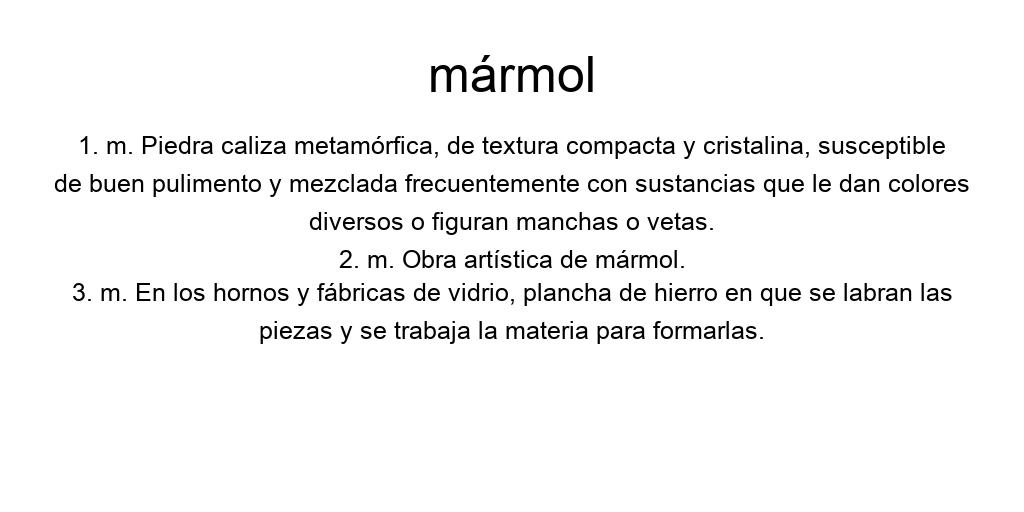 mármol
1. m. Piedra caliza metamórfica, de textura compacta y cristalina, susceptible
de buen pulimento y mezclada frecuentemente con sustancias que le dan colores
diversos o figuran manchas o vetas.
2. m. Obra artística de mármol.
3. m. En los hornos y fábricas de vidrio, plancha de hierro en que se labran las
piezas y se trabaja la materia para formarlas.